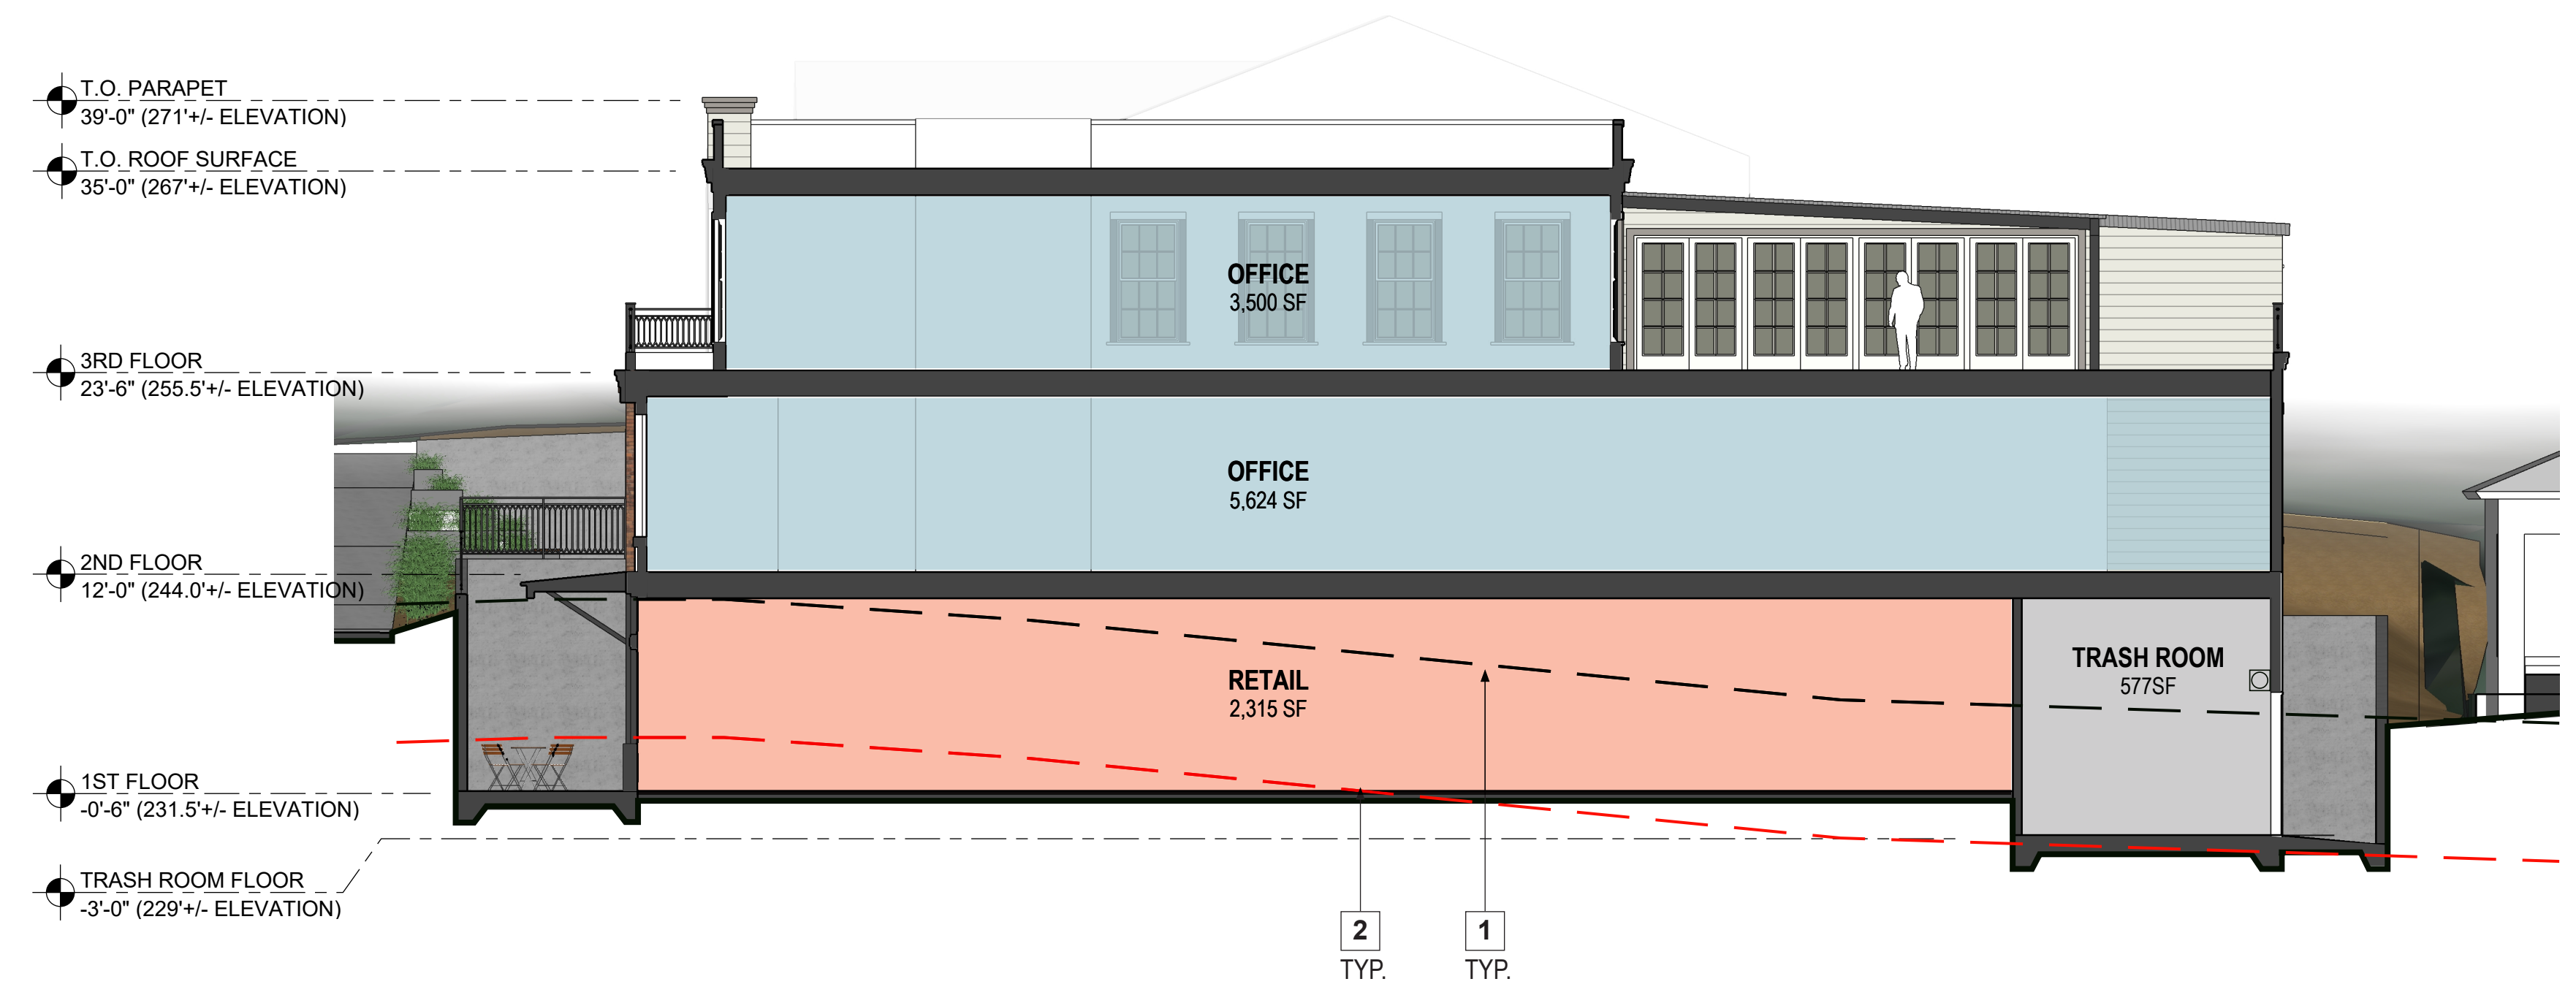 T.O. PARAPET
39'-0" (271'+/- ELEVATION)
T.O. ROOF SURFACE
35'-0" (267'+/- ELEVATION)
OFFICE
3,500 SF
3RD FLOOR
23'-6" (255.5'+/- ELEVATION)
OFFICE
5,624 SF
2ND FLOOR
12'-0" (244.0'+/- ELEVATION)
RETAIL
2,315 SF
TRASH ROOM
577SF
1ST FLOOR
-0'-6" (231.5'+/- ELEVATION)
TRASH ROOM FLOOR
-3'-0" (229'+/- ELEVATION)
2
TYP.
1
TYP.